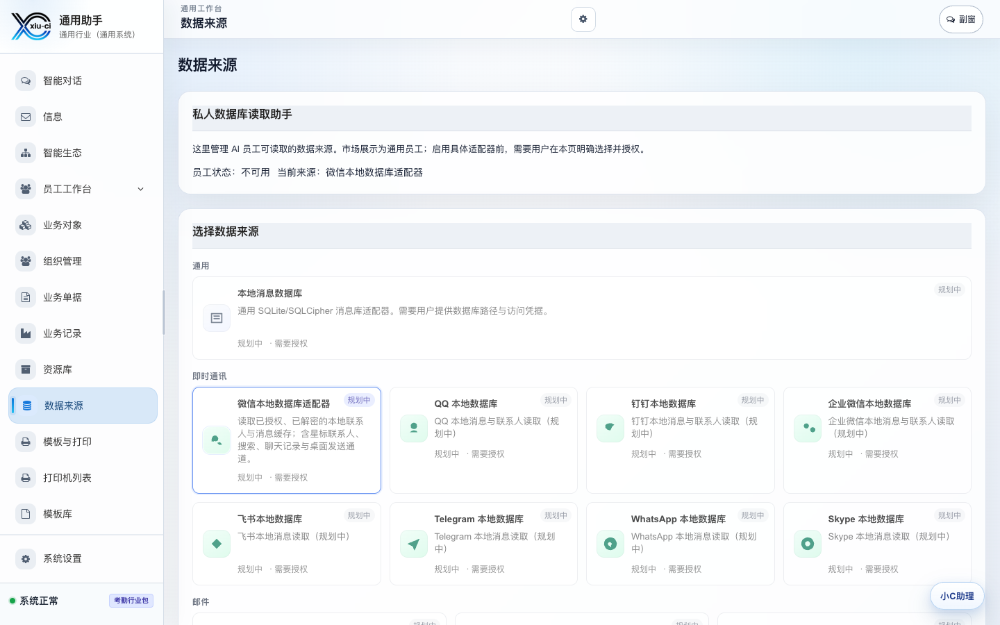 xiu-ci
通用助手
通用行业（通用系统）
智能对话
信息
智能生态
员工工作台
业务对象
组织管理
业务单据
业务记录
资源库
数据来源
模板与打印
打印机列表
模板库
系统设置
系统正常
考勤行业包
通用工作台
数据来源
副窗
数据来源
私人数据库读取助手
这里管理 AI 员工可读取的数据来源。市场展示为通用员工；启用具体适配器前，需要用户在本页明确选择并授权。
员工状态：不可用 当前来源：微信本地数据库适配器
选择数据来源
通用
本地消息数据库
规划中
通用 SQLite/SQLCipher 消息库适配器。需要用户提供数据库路径与访问凭据。
规划中 · 需要授权
即时通讯
微信本地数据库适配器
规划中
读取已授权、已解密的本地联系
人与消息缓存；含星标联系人、
搜索、聊天记录与桌面发送通
道。
规划中 · 需要授权
QQ 本地数据库
规划中
QQ 本地消息与联系人读取（规
划中）
规划中 · 需要授权
钉钉本地数据库
规划中
钉钉本地消息与联系人读取（规
划中）
规划中 · 需要授权
企业微信本地数据库
规划中
企业微信本地消息与联系人读取
（规划中）
规划中 · 需要授权
飞书本地数据库
规划中
飞书本地消息读取（规划中）
规划中 · 需要授权
Telegram 本地数据库
规划中
Telegram 本地消息读取（规划
中）
规划中 · 需要授权
WhatsApp 本地数据库
规划中
WhatsApp 本地消息读取（规划
中）
规划中 · 需要授权
Skype 本地数据库
规划中
Skype 本地消息读取（规划中）
规划中 · 需要授权
邮件
规划中
规划中
规划中
小C助理